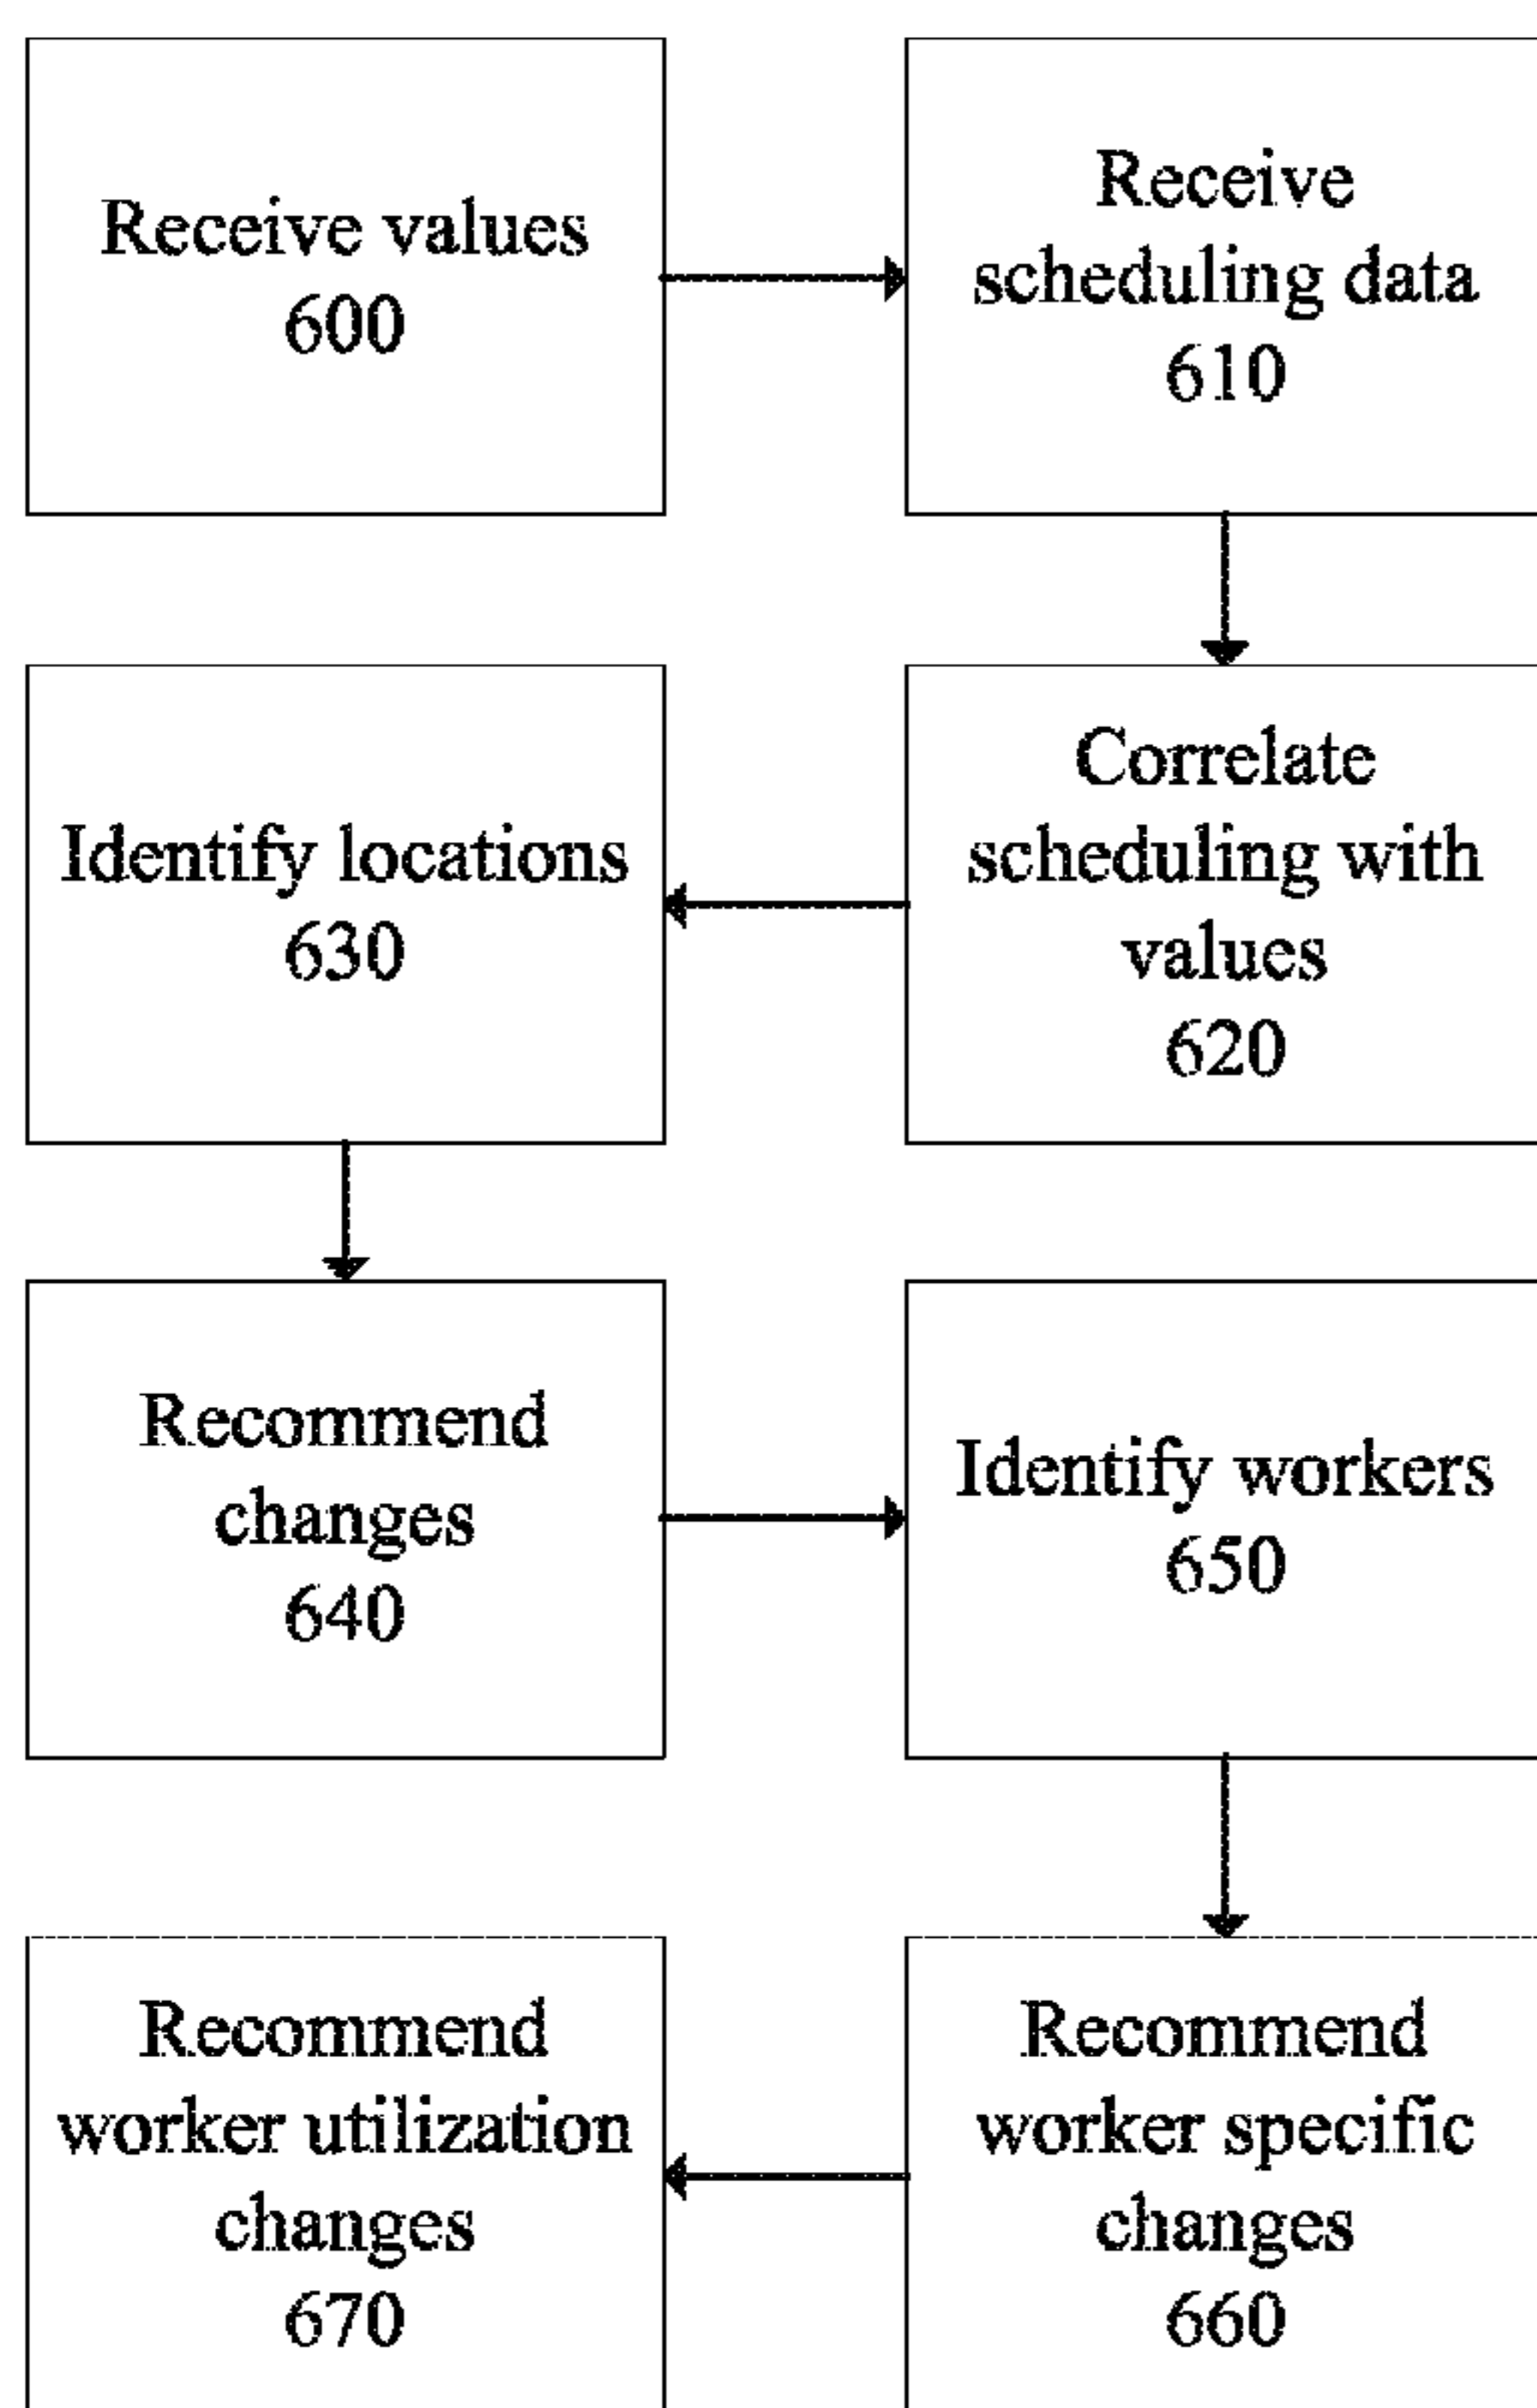 Receive values
600
Receive
scheduling data
610
Correlate
scheduling with
values
620
Identify locations
630
Recommend
changes
640
Identify workers
650
Recommend
worker specific
changes
660
Recommend
worker utilization
changes
670